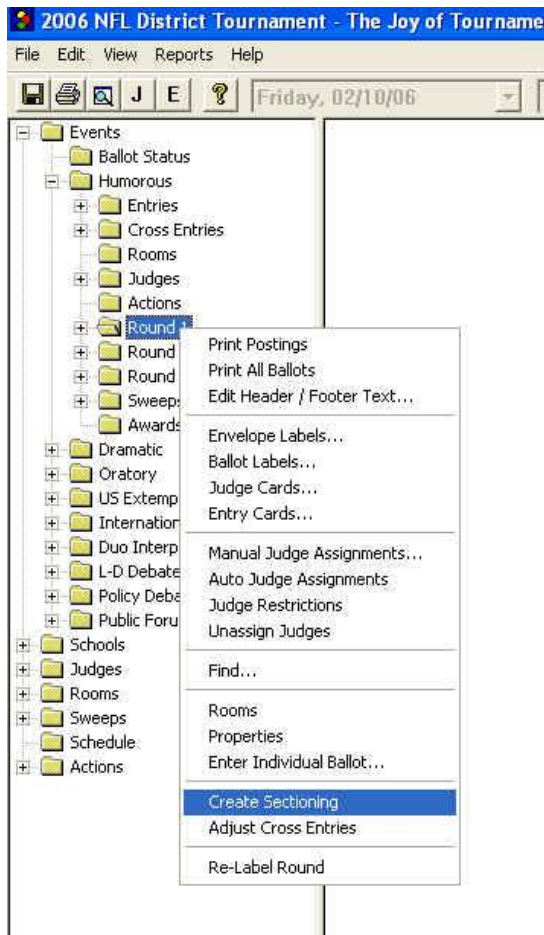 2006 NFL District Tournament - The Joy of Tourname
File Edit View Reports Help
J E ? Friday, 02/10/06
Events
Ballot Status
Humorous
Entries
Cross Entries
Rooms
Judges
Actions
Round 1
Round
Round
Sweeps
Awards
Dramatic
Oratory
US Extemp
Internation
Duo Interp
L-D Debate
Policy Deba
Public Foru
Schools
Judges
Rooms
Sweeps
Schedule
Actions
Print Postings
Print All Ballots
Edit Header / Footer Text...
Envelope Labels...
Ballot Labels...
Judge Cards...
Entry Cards...
Manual Judge Assignments...
Auto Judge Assignments
Judge Restrictions
Unassign Judges
Find...
Rooms
Properties
Enter Individual Ballot...
Create Sectioning
Adjust Cross Entries
Re-Label Round